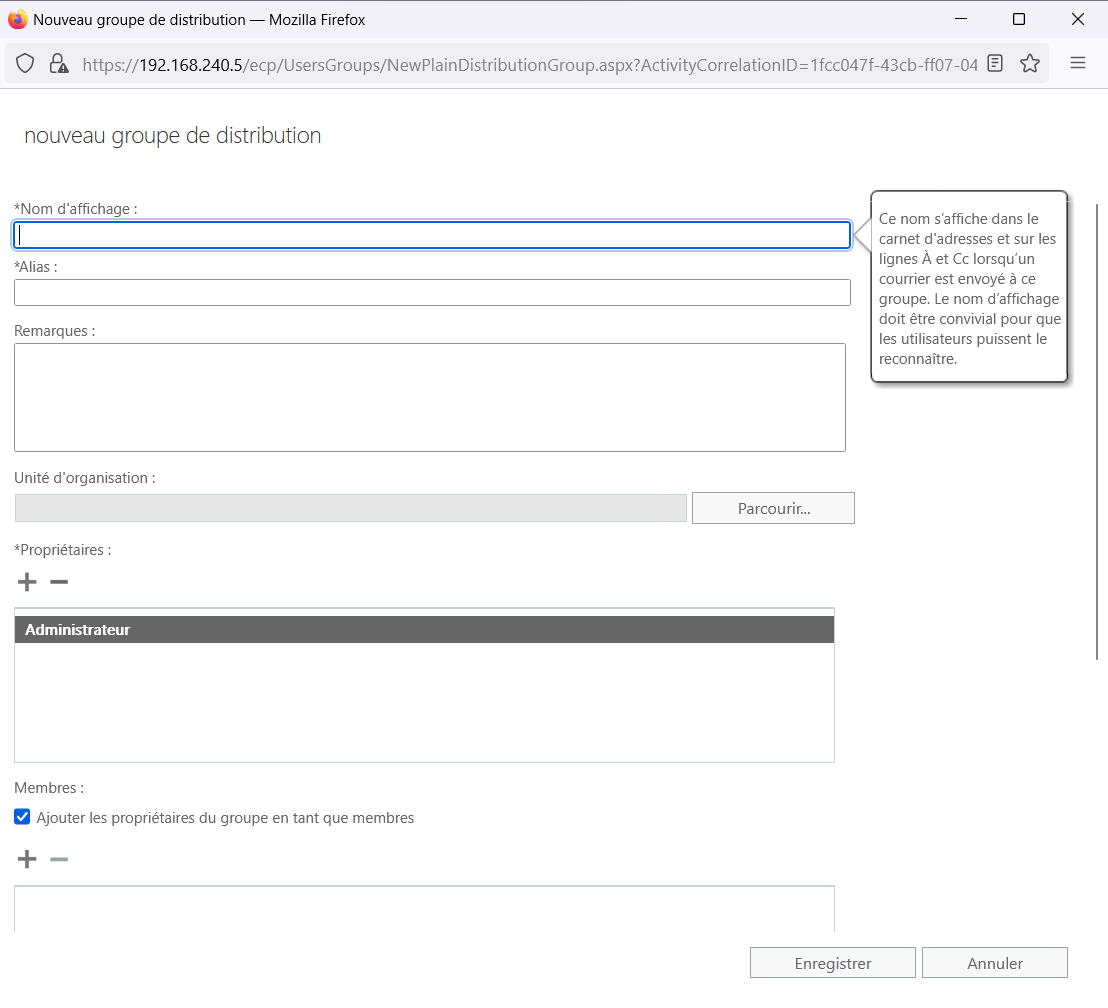 Nouveau groupe de distribution — Mozilla Firefox
https://192.168.240.5/ecp/UsersGroups/NewPlainDistributionGroup.aspx?ActivityCorrelationID=1fcc047f-43cb-ff07-04
nouveau groupe de distribution
*Nom d'affichage :
Ce nom s’affiche dans le
carnet d'adresses et sur les
lignes À et Cc lorsqu’un
courrier est envoyé à ce
groupe. Le nom d’affichage
doit être convivial pour que
les utilisateurs puissent le
reconnaître.
*Alias :
Remarques :
Unité d'organisation :
Parcourir...
*Propriétaires :
Administrateur
Membres :
Ajouter les propriétaires du groupe en tant que membres
Enregistrer
Annuler